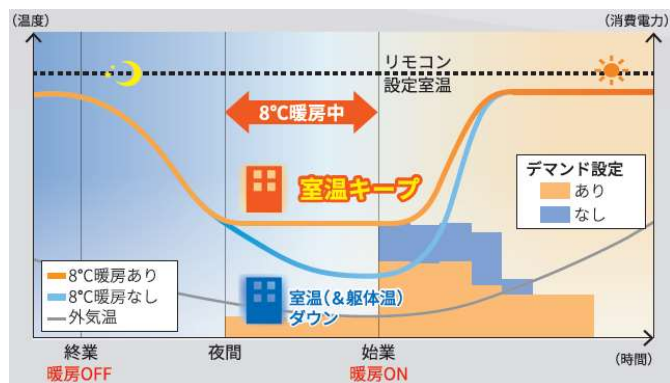 (温度)
(消費電力)
リモコン
設定室温
8℃暖房中
室温キープ
デマンド設定
あり
なし
8℃暖房あり
8℃暖房なし
外気温
室温(&躯体温)
ダウン
終業
夜間
始業
(時間)
暖房OFF
暖房ON